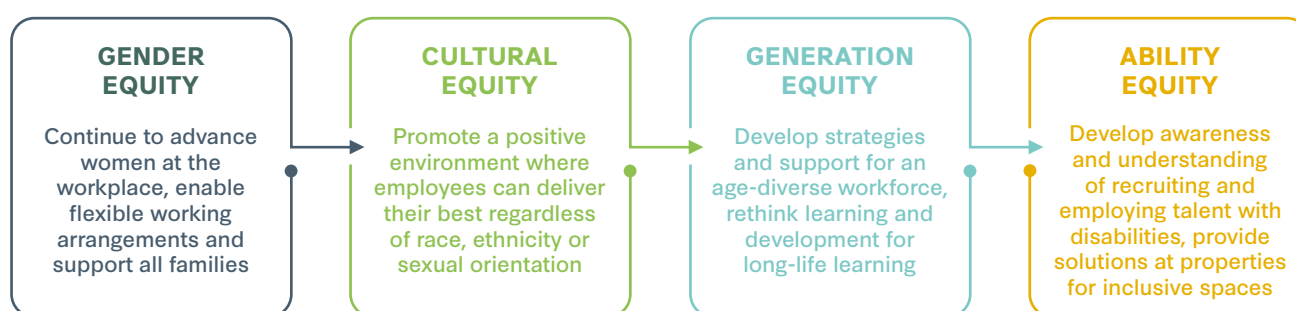 GENDER
EQUITY
Continue to advance
women at the
workplace, enable
flexible working
arrangements and
support all families
CULTURAL
EQUITY
Promote a positive
environment where
employees can deliver
their best regardless
of race, ethnicity or
sexual orientation
GENERATION
EQUITY
Develop strategies
and support for an
age-diverse workforce,
rethink learning and
development for
long-life learning
ABILITY
EQUITY
Develop awareness
and understanding
of recruiting and
employing talent with
disabilities, provide
solutions at properties
for inclusive spaces